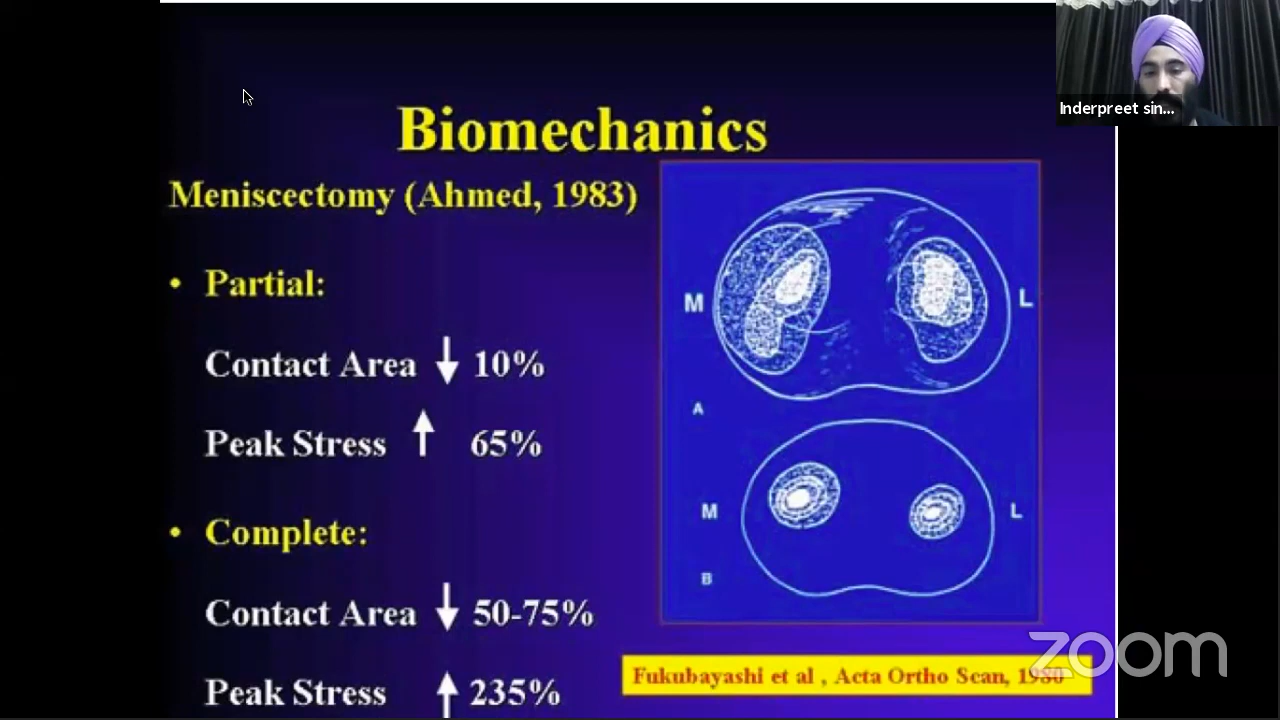 Inderpreet sin...
Biomechanics
Meniscectomy (Ahmed, 1983)
• Partial:
Contact Area ↓ 10%
Peak Stress ↑ 65%
• Complete:
Contact Area ↓ 50-75%
Peak Stress ↑ 235%
M L
A
M L
B
Fukubayashi et al , Acta Ortho Scan, 1980
zoom